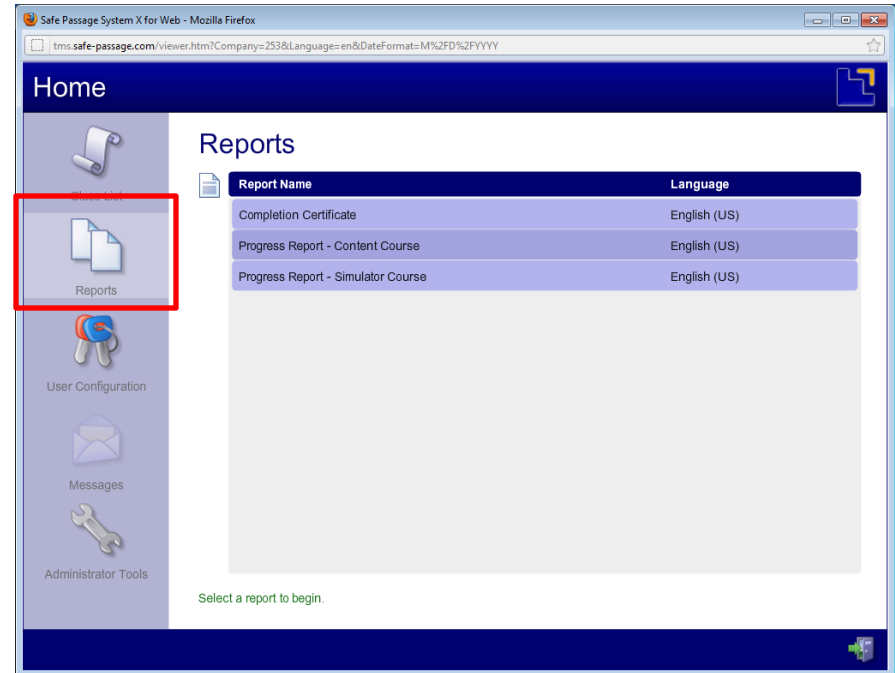 Safe Passage System X for Web - Mozilla Firefox
tms.safe-passage.com/viewer.htm?Company=253&Language=en&DateFormat=M%2FD%2FYYYY
Home
Reports
Report Name Language
Completion Certificate English (US)
Progress Report - Content Course English (US)
Progress Report - Simulator Course English (US)
Class List
Reports
User Configuration
Messages
Administrator Tools
Select a report to begin.